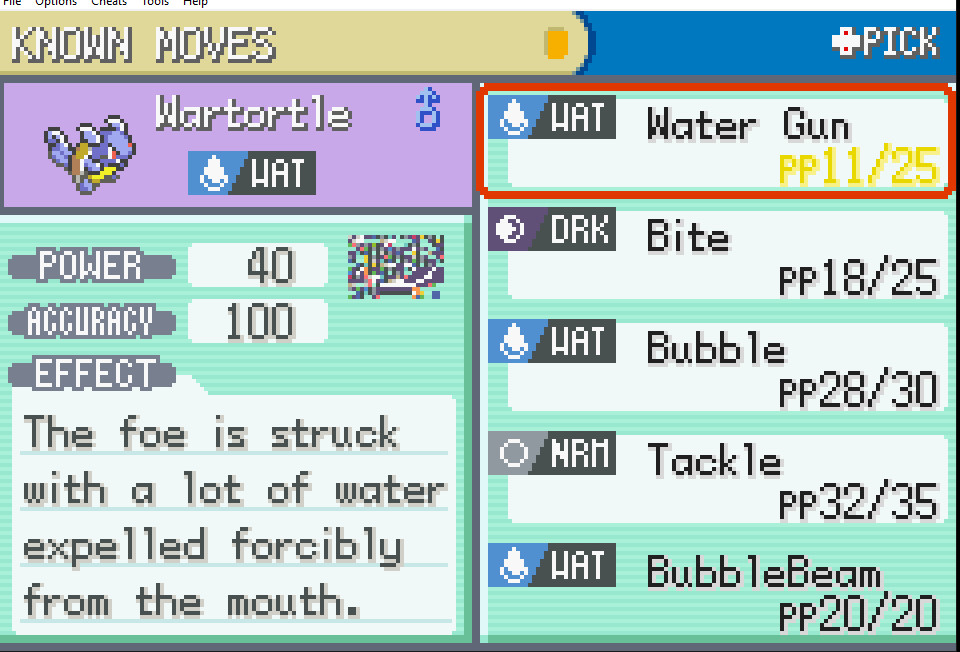 File Options Cheats Tools Help
KNOWN MOVES
PICK
Wartortle
WAT
POWER 40
ACCURACY 100
EFFECT
The foe is struck
with a lot of water
expelled forcibly
from the mouth.
WAT Water Gun
PP11/25
DRK Bite
PP18/25
WAT Bubble
PP28/30
NRM Tackle
PP32/35
WAT BubbleBeam
PP20/20